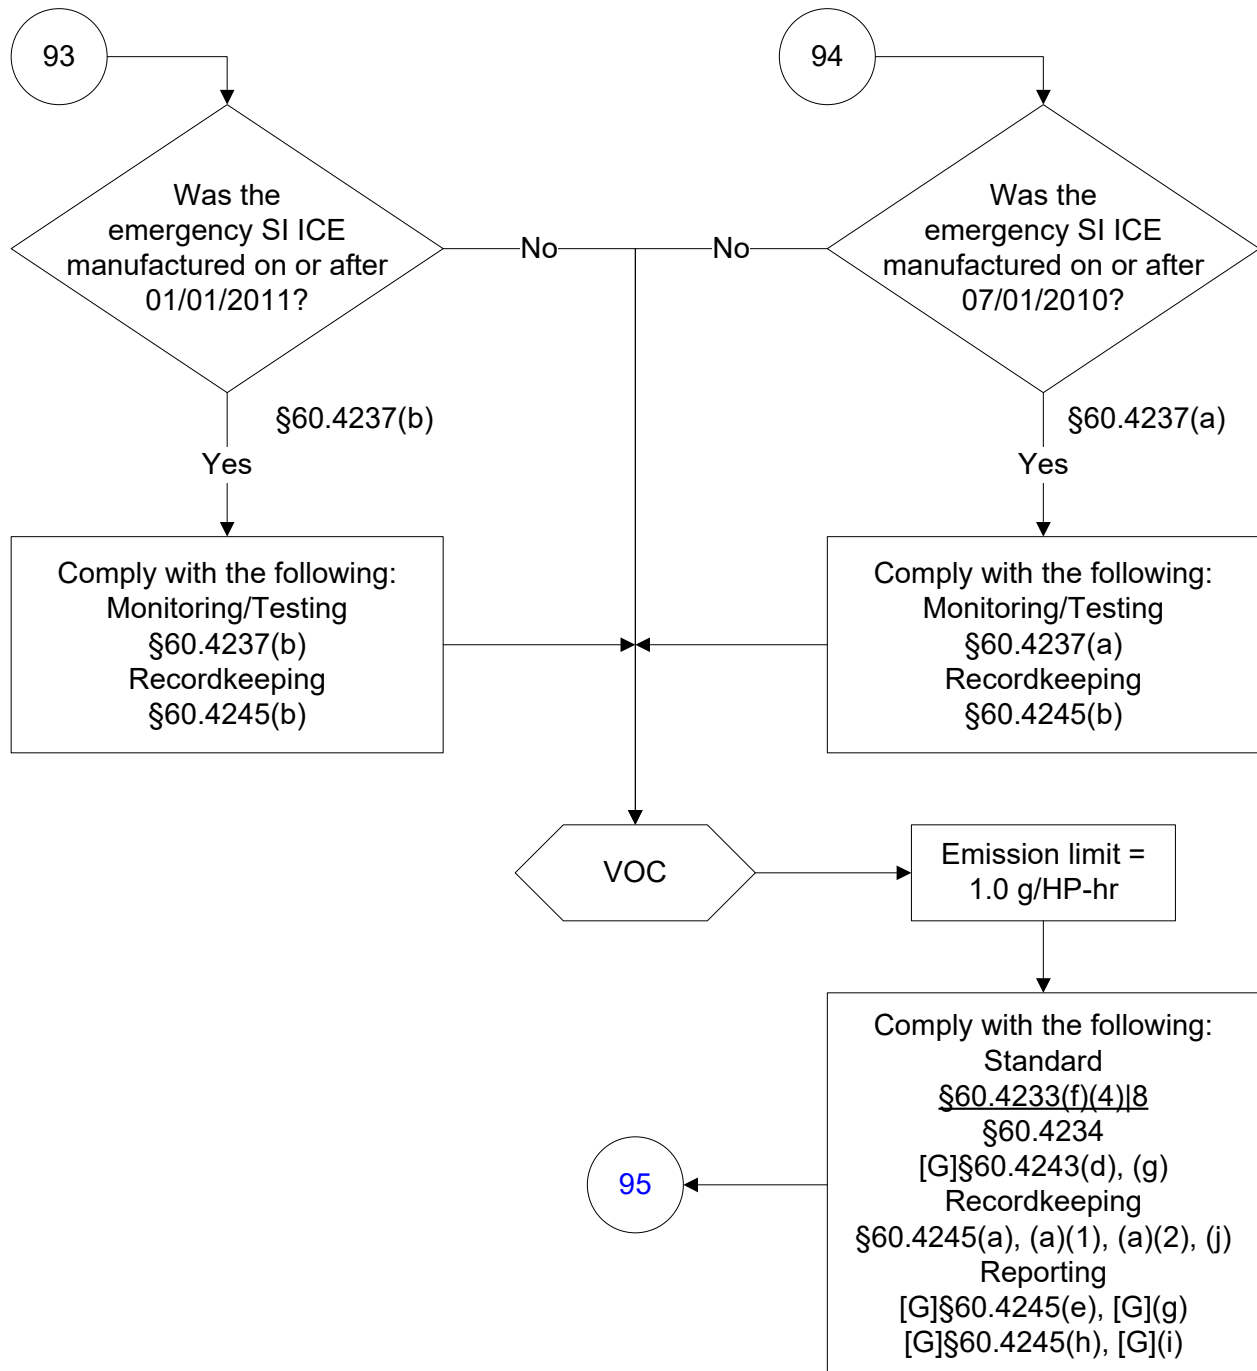 93
94
Was the
emergency SI ICE
manufactured on or after
01/01/2011?
No
No
Was the
emergency SI ICE
manufactured on or after
07/01/2010?
§60.4237(b)
Yes
§60.4237(a)
Yes
Comply with the following:
Monitoring/Testing
§60.4237(b)
Recordkeeping
§60.4245(b)
Comply with the following:
Monitoring/Testing
§60.4237(a)
Recordkeeping
§60.4245(b)
VOC
Emission limit =
1.0 g/HP-hr
Comply with the following:
Standard
§60.4233(f)(4)|8
§60.4234
[G]§60.4243(d), (g)
Recordkeeping
§60.4245(a), (a)(1), (a)(2), (j)
Reporting
[G]§60.4245(e), [G](g)
[G]§60.4245(h), [G](i)
95